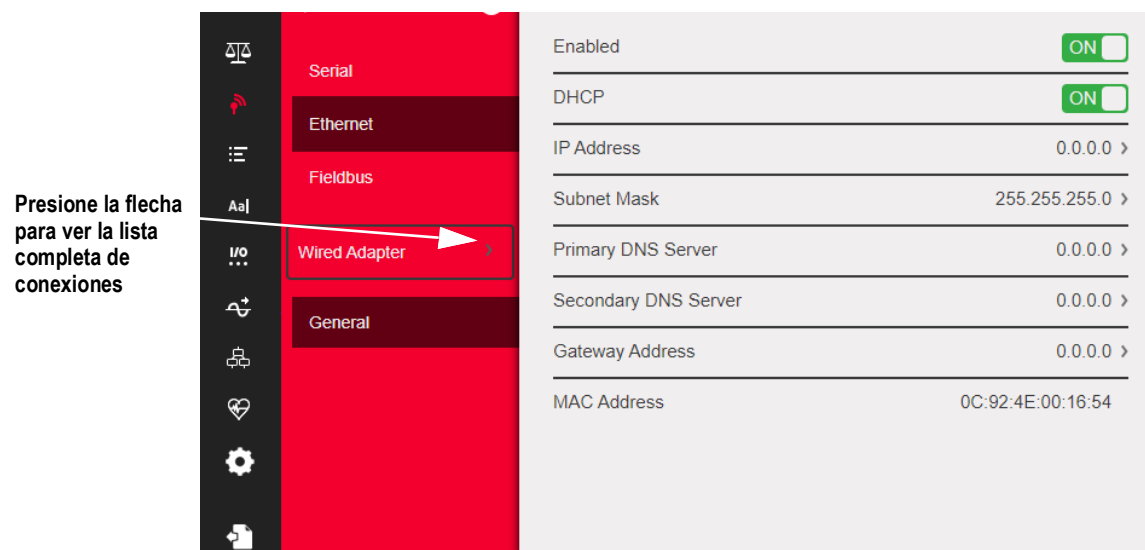 Presione la flecha
para ver la lista
completa de
conexiones
Aa
I/O
Serial
Ethernet
Fieldbus
Wired Adapter
General
Enabled ON
DHCP ON
IP Address 0.0.0.0 >
Subnet Mask 255.255.255.0 >
Primary DNS Server 0.0.0.0 >
Secondary DNS Server 0.0.0.0 >
Gateway Address 0.0.0.0 >
MAC Address 0C:92:4E:00:16:54